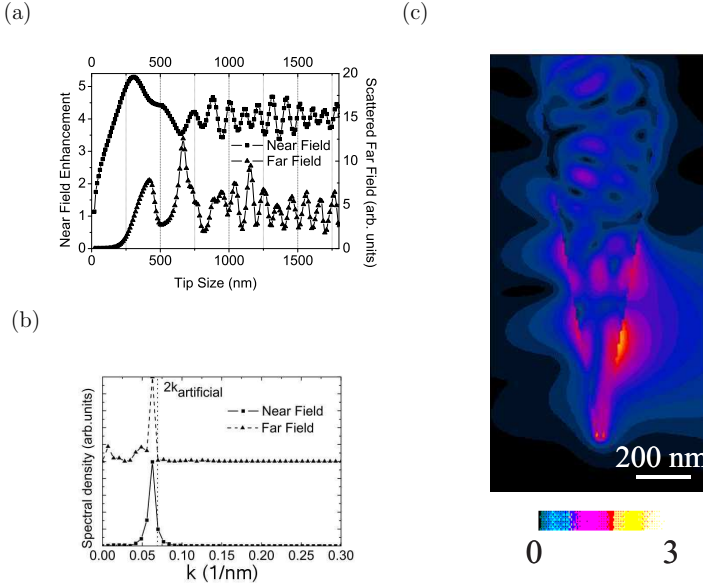 (a)
0 500 1000 1500
Near Field Enhancement
5
4
3
2
1
0
20
15
10
5
0
Scattered Far Field (arb. units)
Near Field
Far Field
0 500 1000 1500
Tip Size (nm)
(b)
Spectral density (arb.units)
2k artificial
Near Field
Far Field
0.00 0.05 0.10 0.15 0.20 0.25 0.30
k (1/nm)
(c)
200 nm
0 3